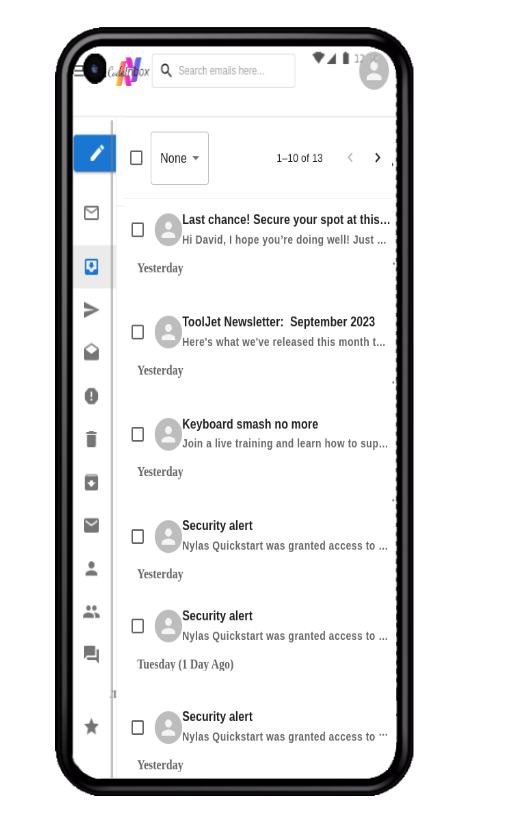 CodeInbox
Search emails here...
12
None
1–10 of 13
Last chance! Secure your spot at this...
Hi David, I hope you're doing well! Just ...
Yesterday
ToolJet Newsletter:  September 2023
Here's what we've released this month t...
Yesterday
Keyboard smash no more
Join a live training and learn how to sup...
Yesterday
Security alert
Nylas Quickstart was granted access to ...
Yesterday
Security alert
Nylas Quickstart was granted access to ...
Tuesday (1 Day Ago)
Security alert
Nylas Quickstart was granted access to ...
Yesterday